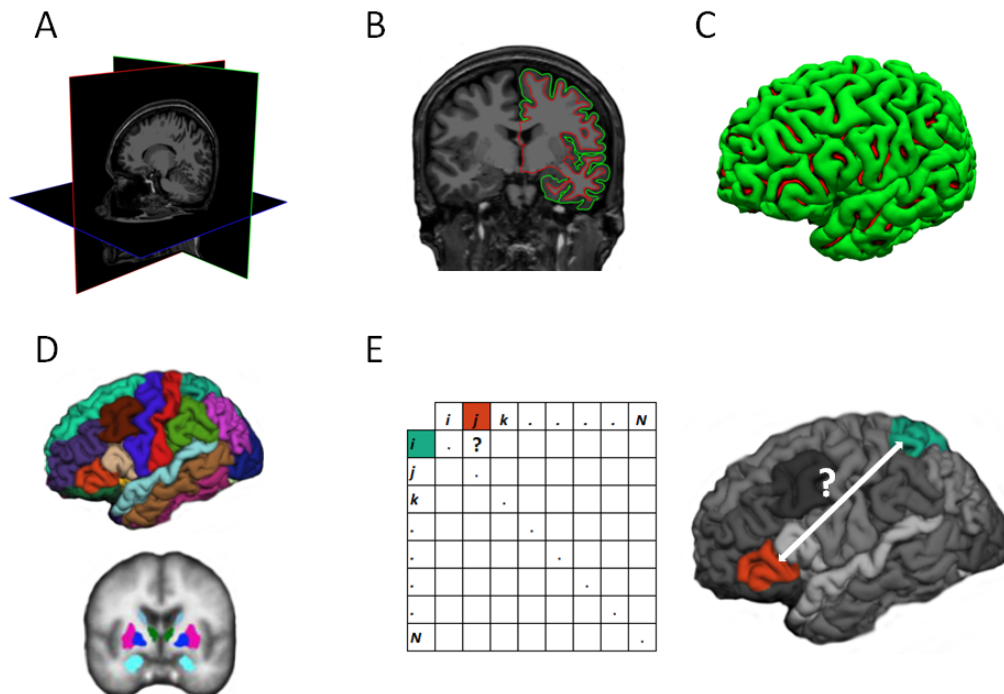 A
B
C
D
E
i j k . . . . N
i . ?
j .
k .
. .
. .
. .
. .
N .
?